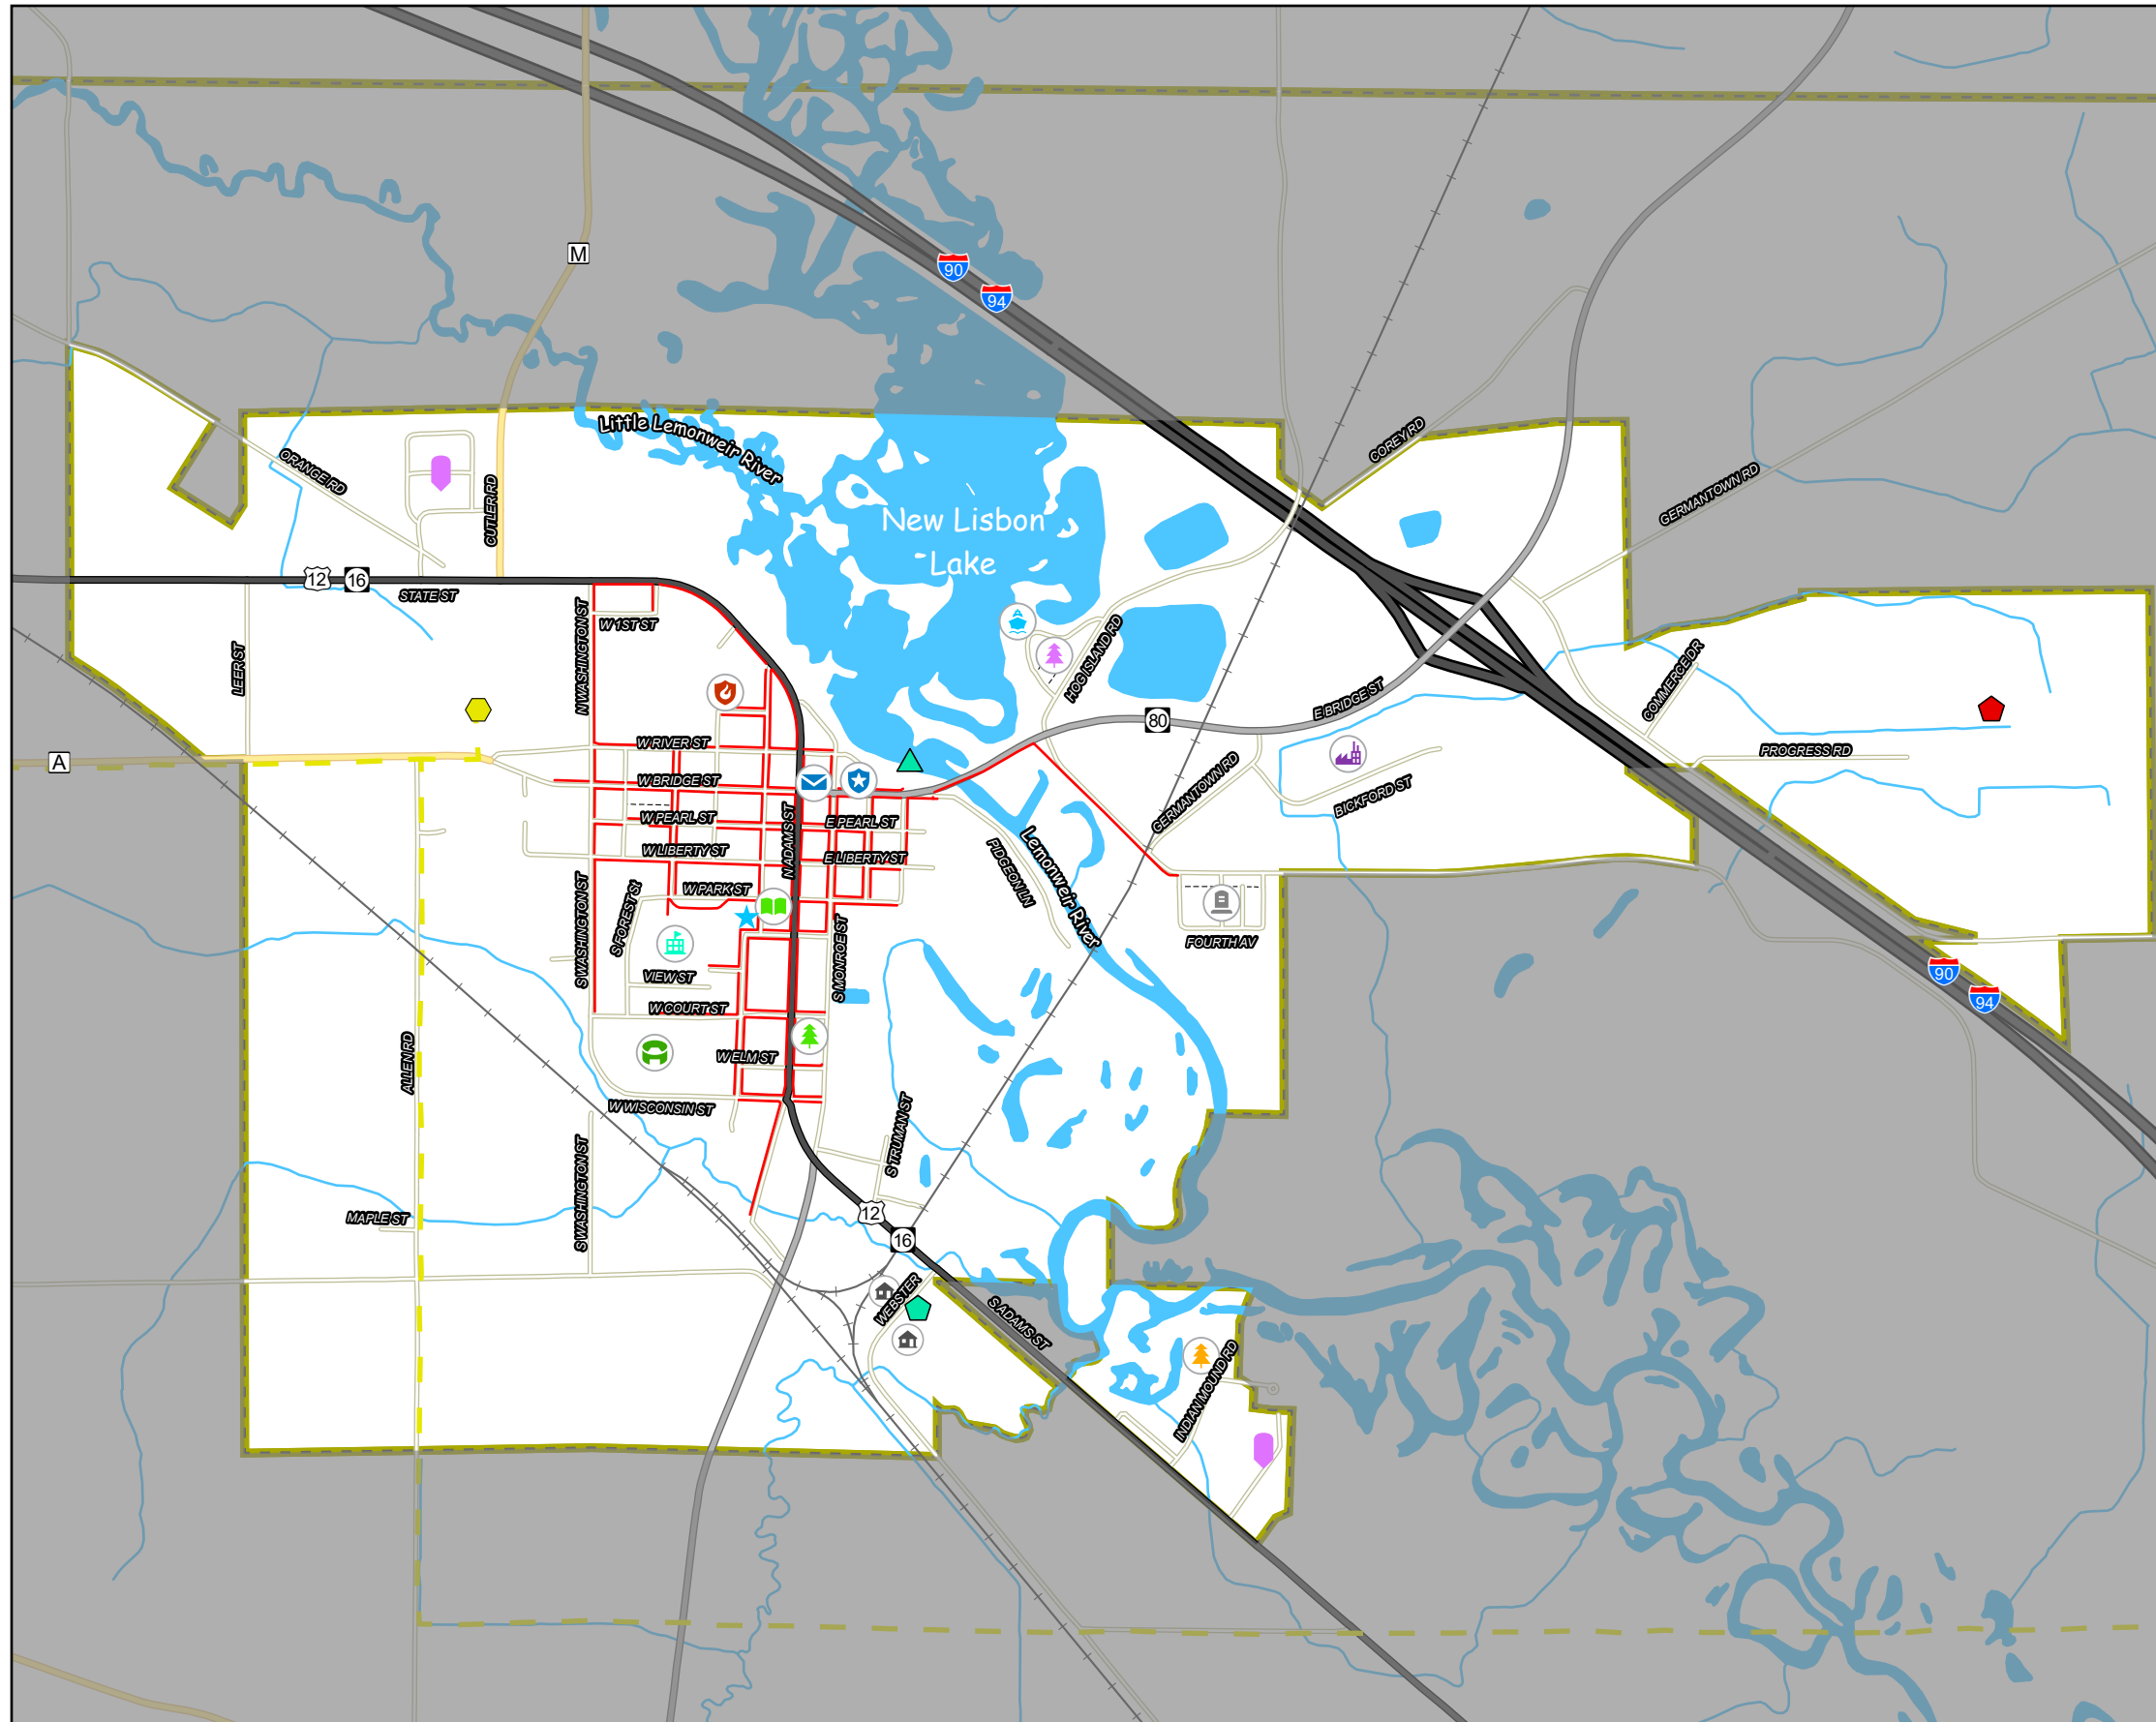 M
90
94
Little Lemonweir River
COREY RD
ORANGE RD
CUTLER RD
GERMANTOWN RD
New Lisbon
Lake
12
16
STATE ST
N WASHINGTON ST
W 1ST ST
LEER ST
HOG ISLAND RD
COMMERCE DR
E BRIDGE ST
80
A
W RIVER ST
PROGRESS RD
W BRIDGE ST
GERMANTOWN RD
BICKFORD ST
W PEARL ST
N ADAMS ST
E PEARL ST
W LIBERTY ST
E LIBERTY ST
PIDGEON LN
Lemonweir River
W PARK ST
S WASHINGTON ST
S FOREST St
S MONROE ST
FOURTH AV
VIEW ST
90
94
W COURT ST
ALLEN RD
W ELM ST
W WISCONSIN ST
S TRUMAN ST
S WASHINGTON ST
MAPLE ST
12
16
WEBSTER
S ADAMS ST
INDIAN MOUND RD